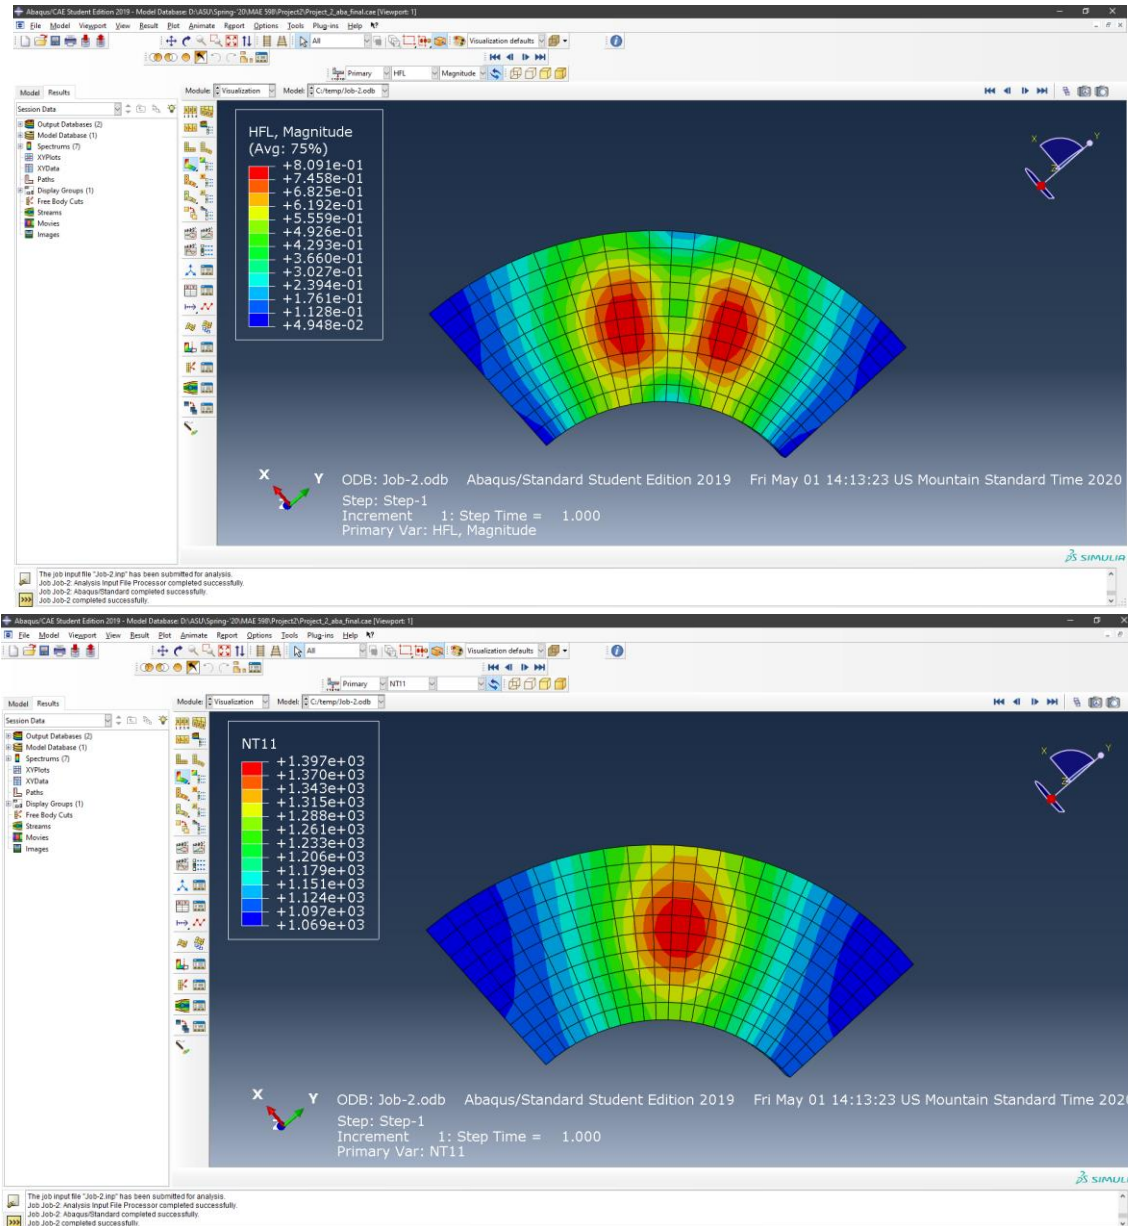 Abaqus/CAE Student Edition 2019 - Model Database: D:\ASU\Spring-'20\MAE 598\Project2\Project_2_aba_final.cae [Viewport: 1]
File Model Viewport View Result Plot Animate Report Options Tools Plug-ins Help
All Visualization defaults
Primary HFL Magnitude
Model Results Module: Visualization Model: C:/temp/Job-2.odb
Session Data
Output Databases (2)
Model Database (1)
Spectrums (7)
XYPlots
XYData
Paths
Display Groups (1)
Free Body Cuts
Streams
Movies
Images
HFL, Magnitude
(Avg: 75%)
+8.091e-01
+7.458e-01
+6.825e-01
+6.192e-01
+5.559e-01
+4.926e-01
+4.293e-01
+3.660e-01
+3.027e-01
+2.394e-01
+1.761e-01
+1.128e-01
+4.948e-02
X
Y
Z
X Y
Z
ODB: Job-2.odb Abaqus/Standard Student Edition 2019 Fri May 01 14:13:23 US Mountain Standard Time 2020
Step: Step-1
Increment 1: Step Time = 1.000
Primary Var: HFL, Magnitude
SIMULIA
The job input file "Job-2.inp" has been submitted for analysis.
Job Job-2: Analysis Input File Processor completed successfully.
Job Job-2: Abaqus/Standard completed successfully.
Job Job-2 completed successfully.
>>>
Abaqus/CAE Student Edition 2019 - Model Database: D:\ASU\Spring-'20\MAE 598\Project2\Project_2_aba_final.cae [Viewport: 1]
File Model Viewport View Result Plot Animate Report Options Tools Plug-ins Help
All Visualization defaults
Primary NT11
Model Results Module: Visualization Model: C:/temp/Job-2.odb
Session Data
Output Databases (2)
Model Database (1)
Spectrums (7)
XYPlots
XYData
Paths
Display Groups (1)
Free Body Cuts
Streams
Movies
Images
NT11
+1.397e+03
+1.370e+03
+1.343e+03
+1.315e+03
+1.288e+03
+1.261e+03
+1.233e+03
+1.206e+03
+1.179e+03
+1.151e+03
+1.124e+03
+1.097e+03
+1.069e+03
X
Y
Z
X Y
Z
ODB: Job-2.odb Abaqus/Standard Student Edition 2019 Fri May 01 14:13:23 US Mountain Standard Time 202
Step: Step-1
Increment 1: Step Time = 1.000
Primary Var: NT11
SIMULI
The job input file "Job-2.inp" has been submitted for analysis.
Job Job-2: Analysis Input File Processor completed successfully.
Job Job-2: Abaqus/Standard completed successfully.
Job Job-2 completed successfully.
>>>